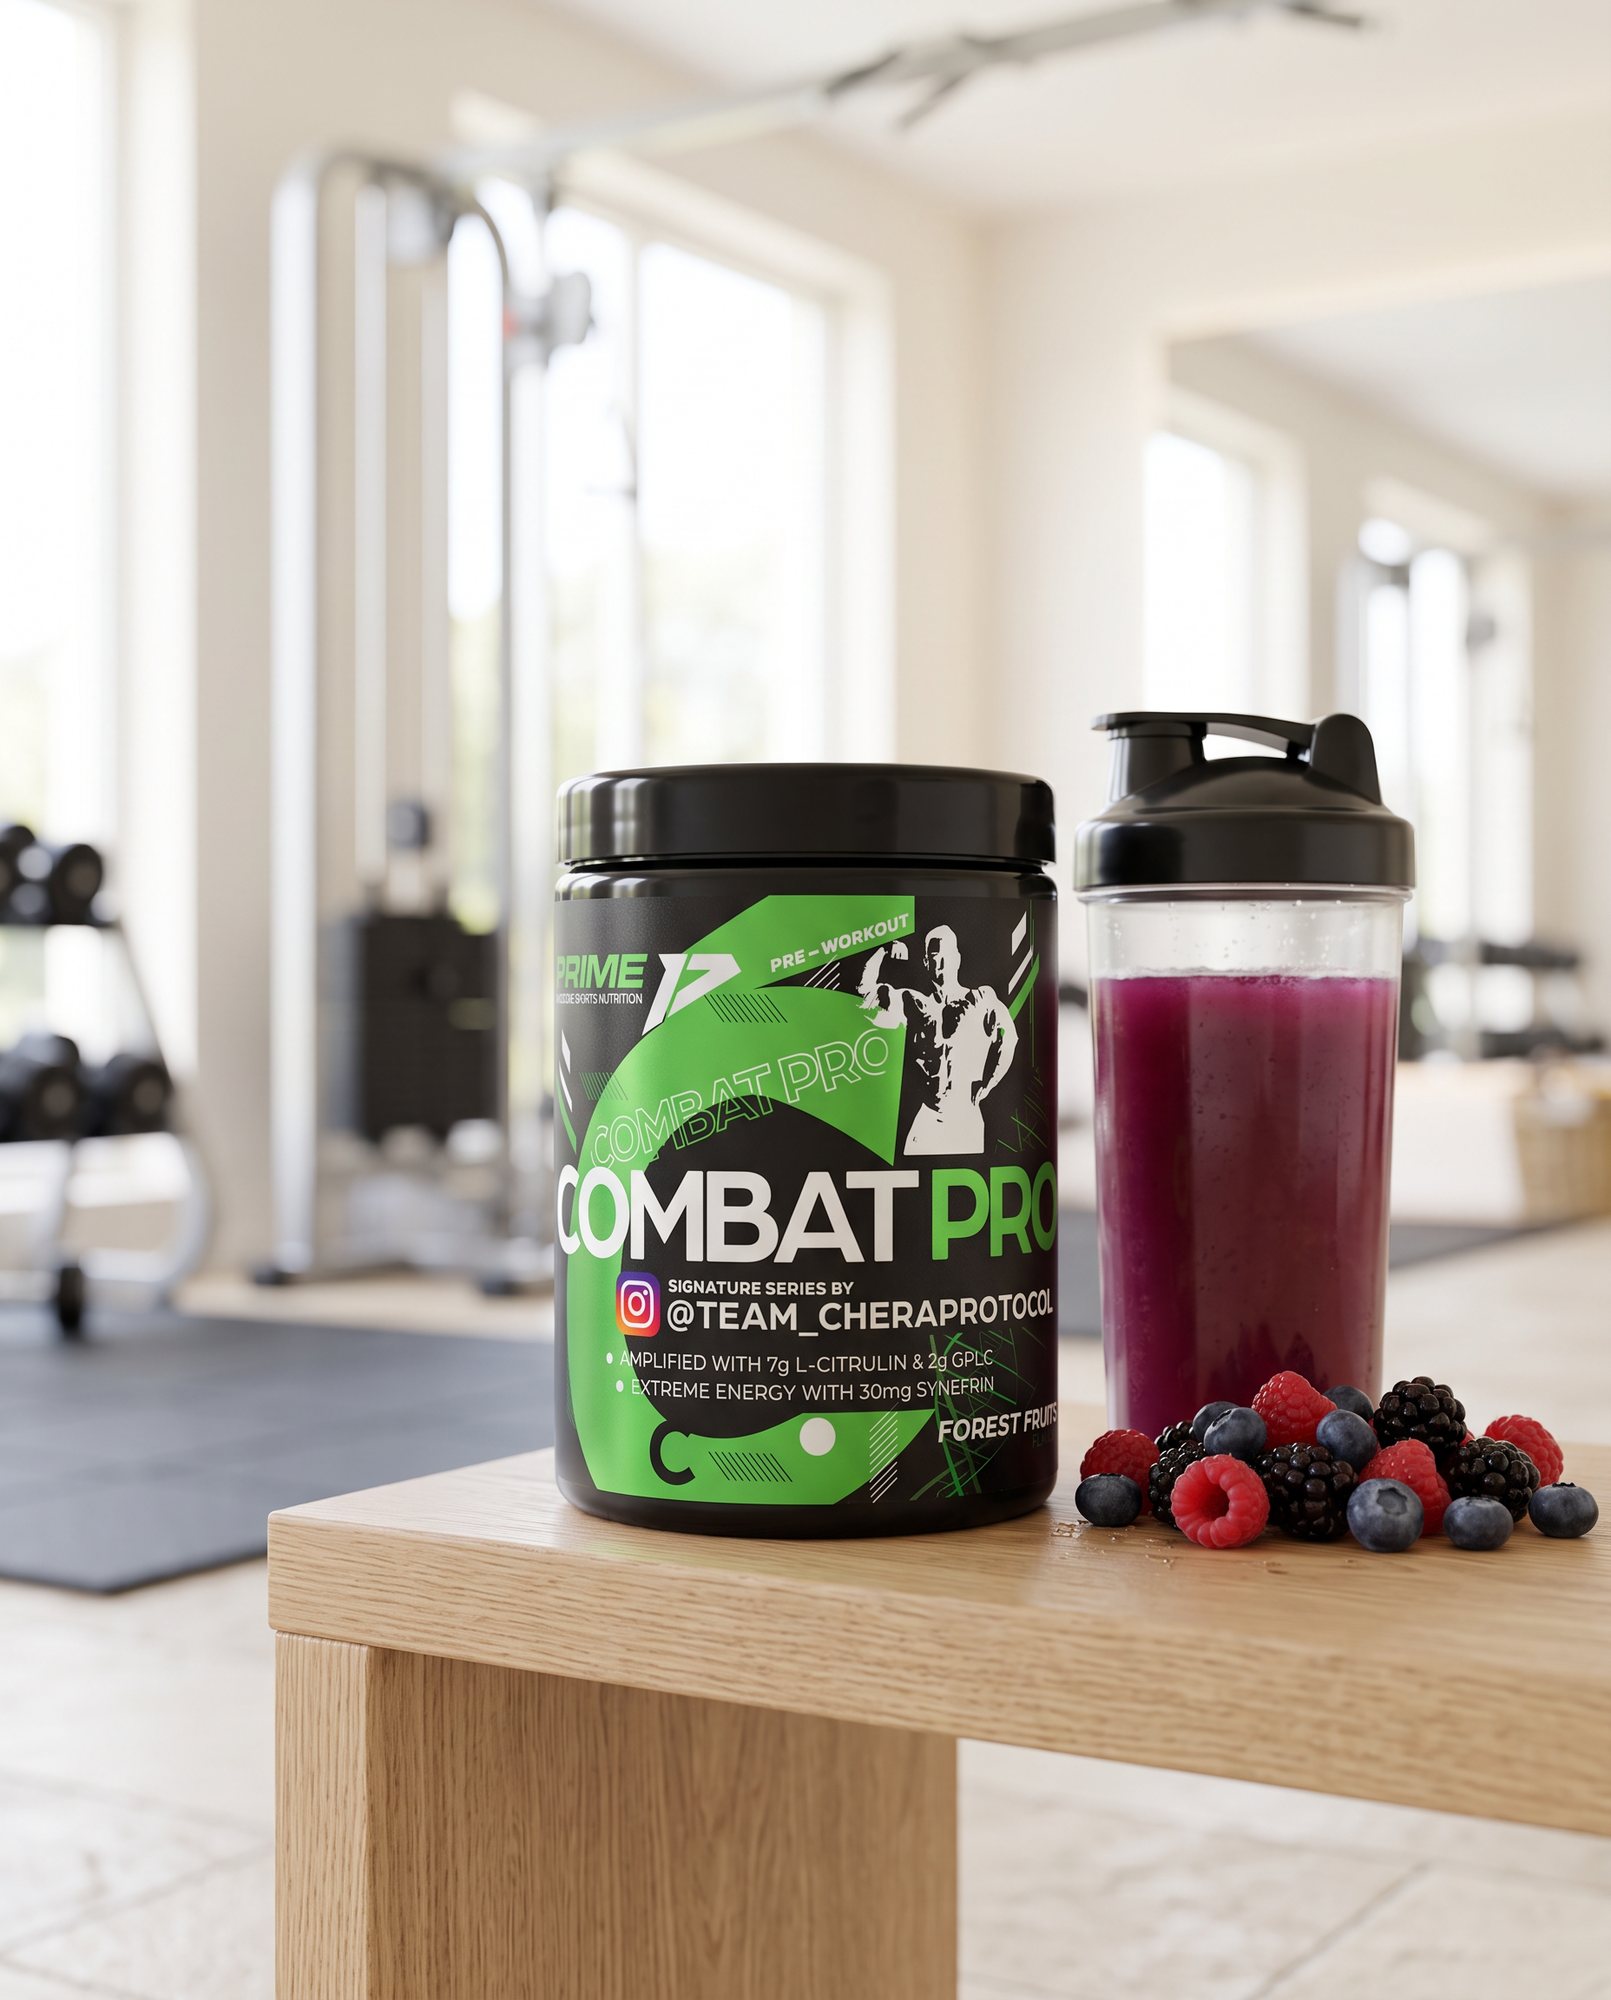 PRIME
SPORTS NUTRITION
PRE-WORKOUT
COMBAT PRO
COMBAT PRO
SIGNATURE SERIES BY
@TEAM_CHERAPROTOCOL
• AMPLIFIED WITH 7g L-CITRULIN & 2g GPLC
• EXTREME ENERGY WITH 30mg SYNEFRIN
FOREST FRUITS
C